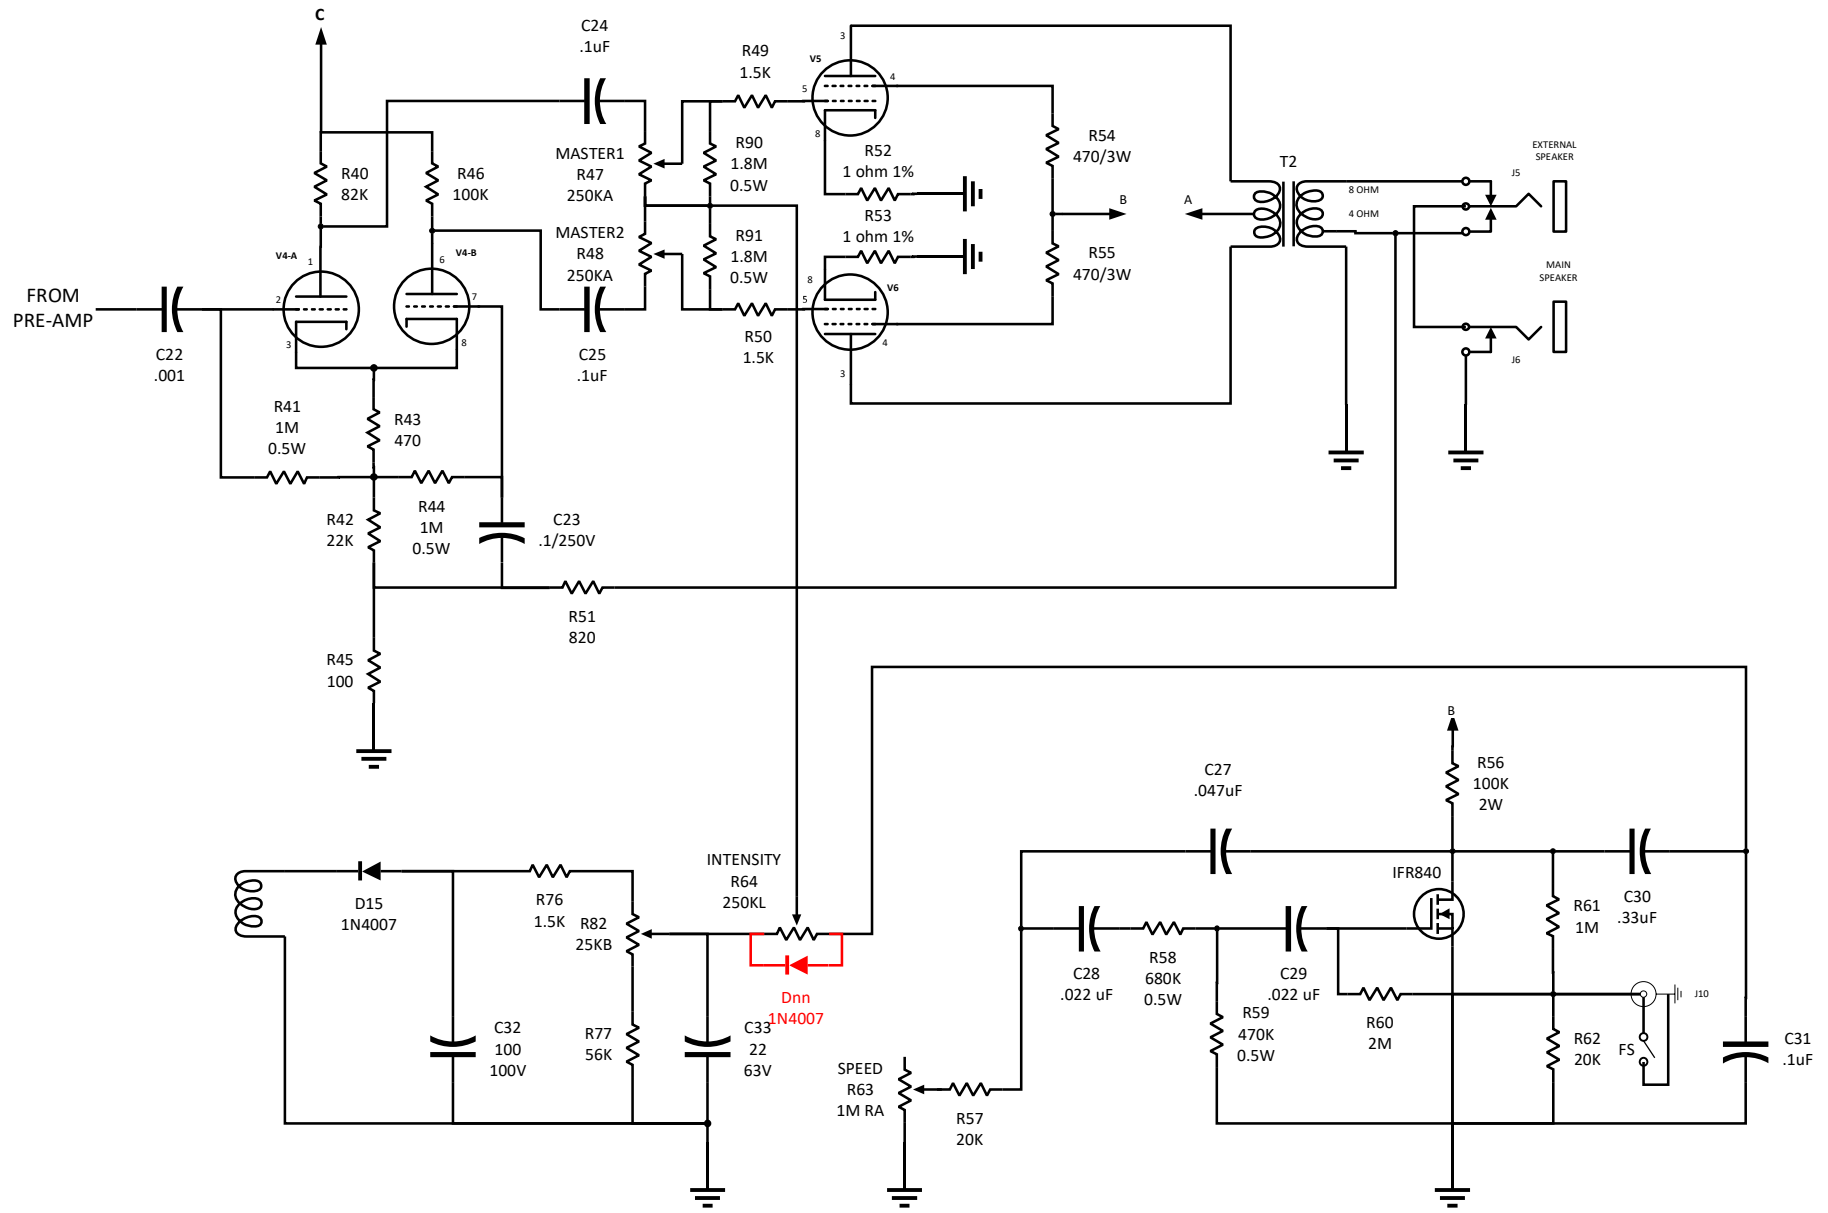 C
C24
.1uF
R49
1.5K
V5
3
4
5
8
R40
82K
R46
100K
MASTER1
R47
250KA
R90
1.8M
0.5W
R52
1 ohm 1%
R54
470/3W
T2
EXTERNAL
SPEAKER
J5
8 OHM
4 OHM
B
A
R53
1 ohm 1%
MASTER2
R48
250KA
R91
1.8M
0.5W
R55
470/3W
V4-A
1
V4-B
6
MAIN
SPEAKER
8
V6
5
4
3
FROM
PRE-AMP
2
7
3
8
C22
.001
C25
.1uF
R50
1.5K
J6
R41
1M
0.5W
R43
470
R42
22K
R44
1M
0.5W
C23
.1/250V
R51
820
R45
100
B
R56
100K
2W
C27
.047uF
INTENSITY
R64
250KL
IFR840
D15
1N4007
R76
1.5K
R82
25KB
R61
1M
C30
.33uF
C28
.022 uF
R58
680K
0.5W
C29
.022 uF
Dnn
1N4007
J10
R59
470K
0.5W
R60
2M
C32
100
100V
R77
56K
C33
22
63V
R62
20K
FS
C31
.1uF
SPEED
R63
1M RA
R57
20K